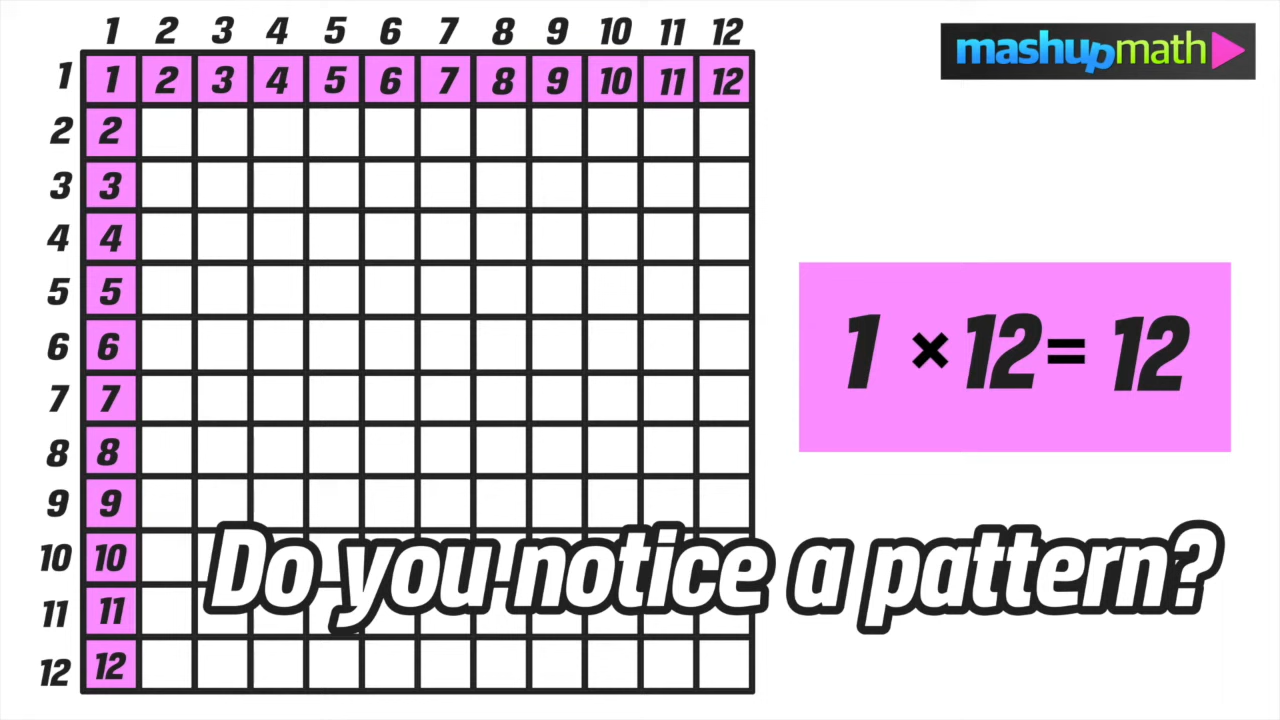 1 2 3 4 5 6 7 8 9 10 11 12
mashupmath
1 1 2 3 4 5 6 7 8 9 10 11 12
2 2
3 3
4 4
5 5
6 6
7 7
8 8
9 9
10 10
11 11
12 12
1 × 12 = 12
Do you notice a pattern?